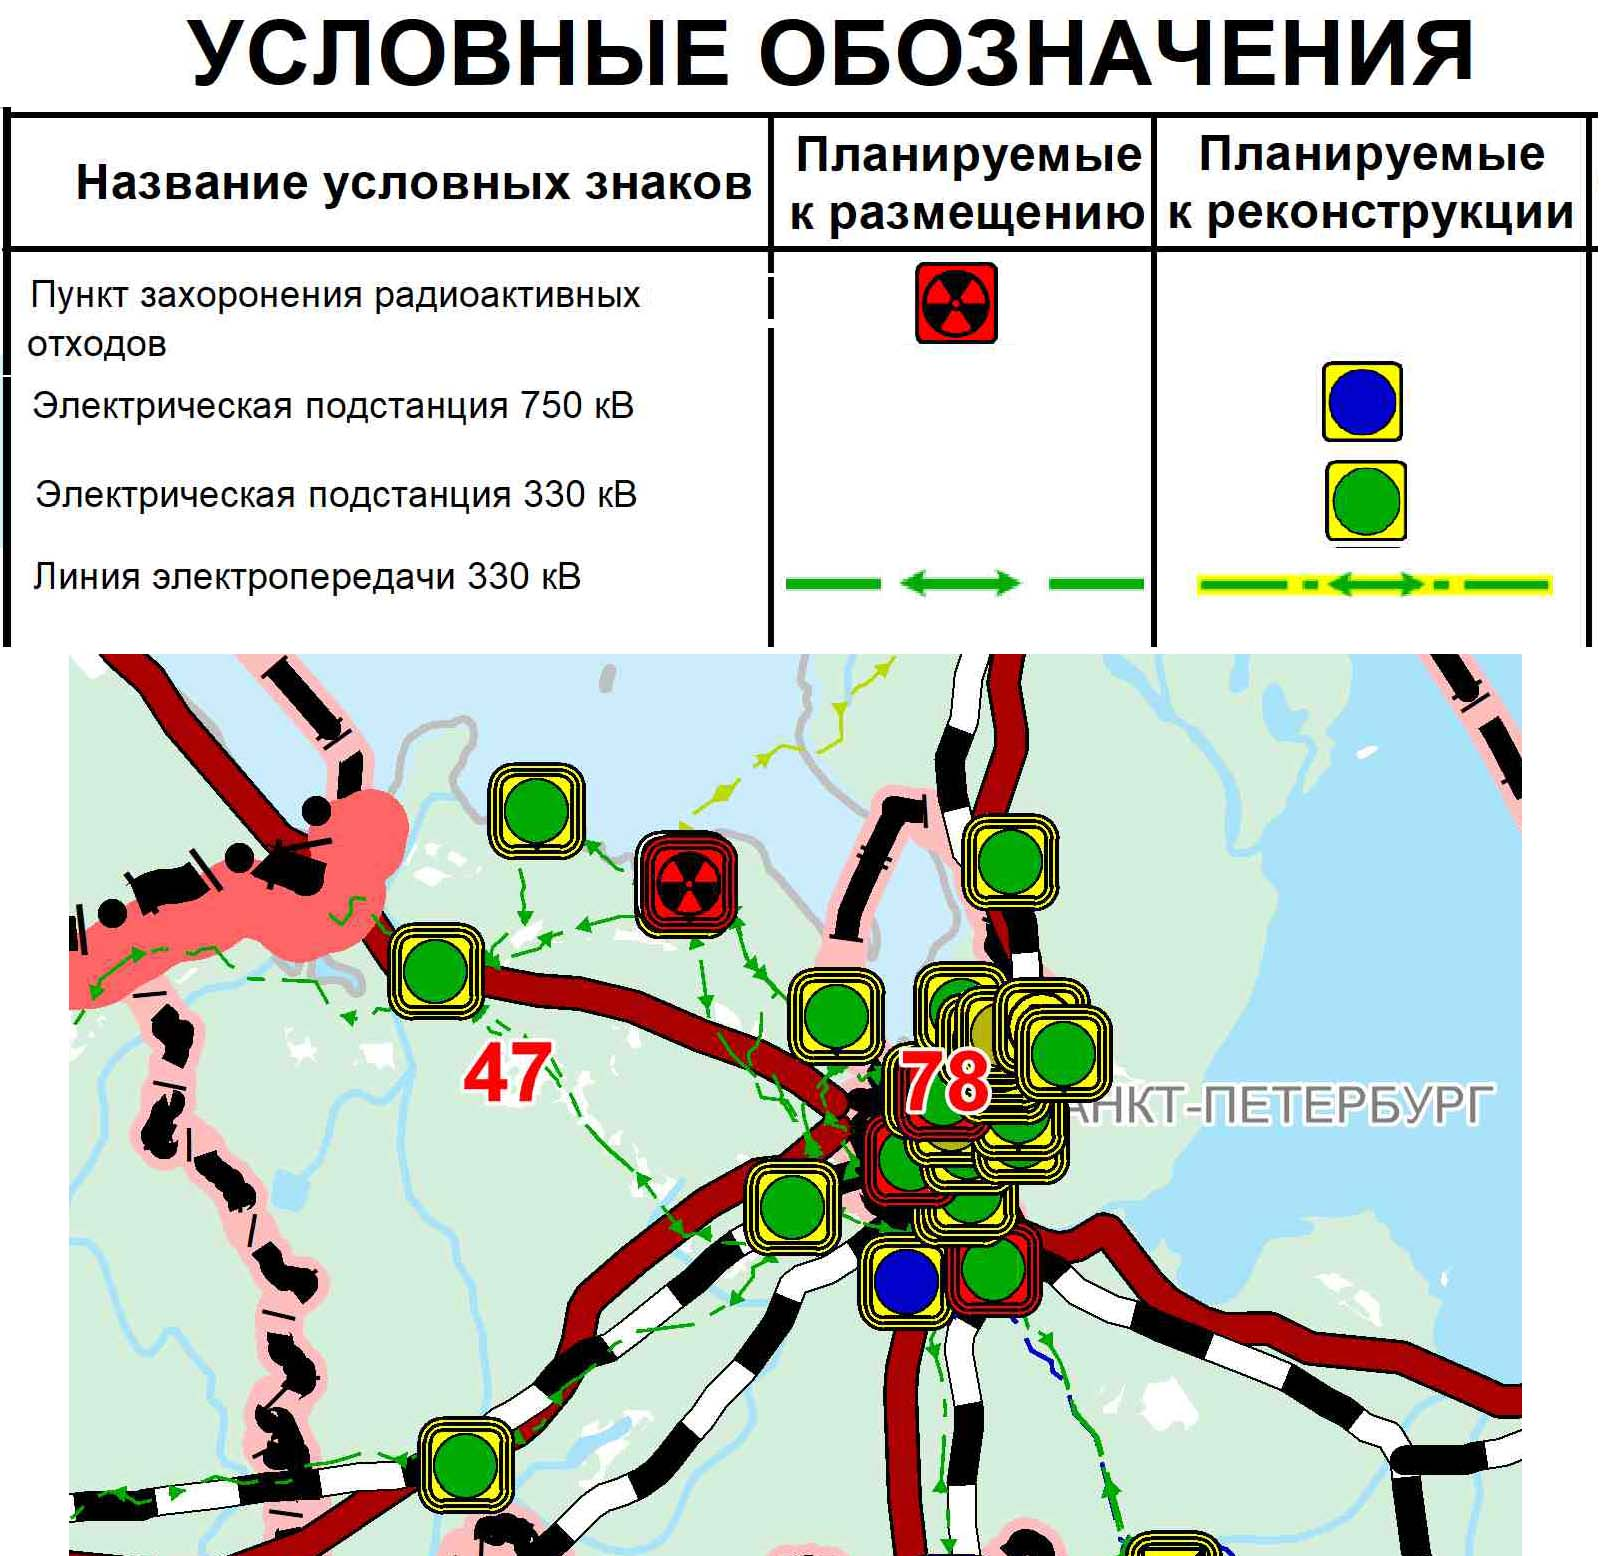 УСЛОВНЫЕ ОБОЗНАЧЕНИЯ
Название условных знаков
Планируемые
к размещению
Планируемые
к реконструкции
Пункт захоронения радиоактивных
отходов
Электрическая подстанция 750 кВ
Электрическая подстанция 330 кВ
Линия электропередачи 330 кВ
47
78
АНКТ-ПЕТЕРБУРГ